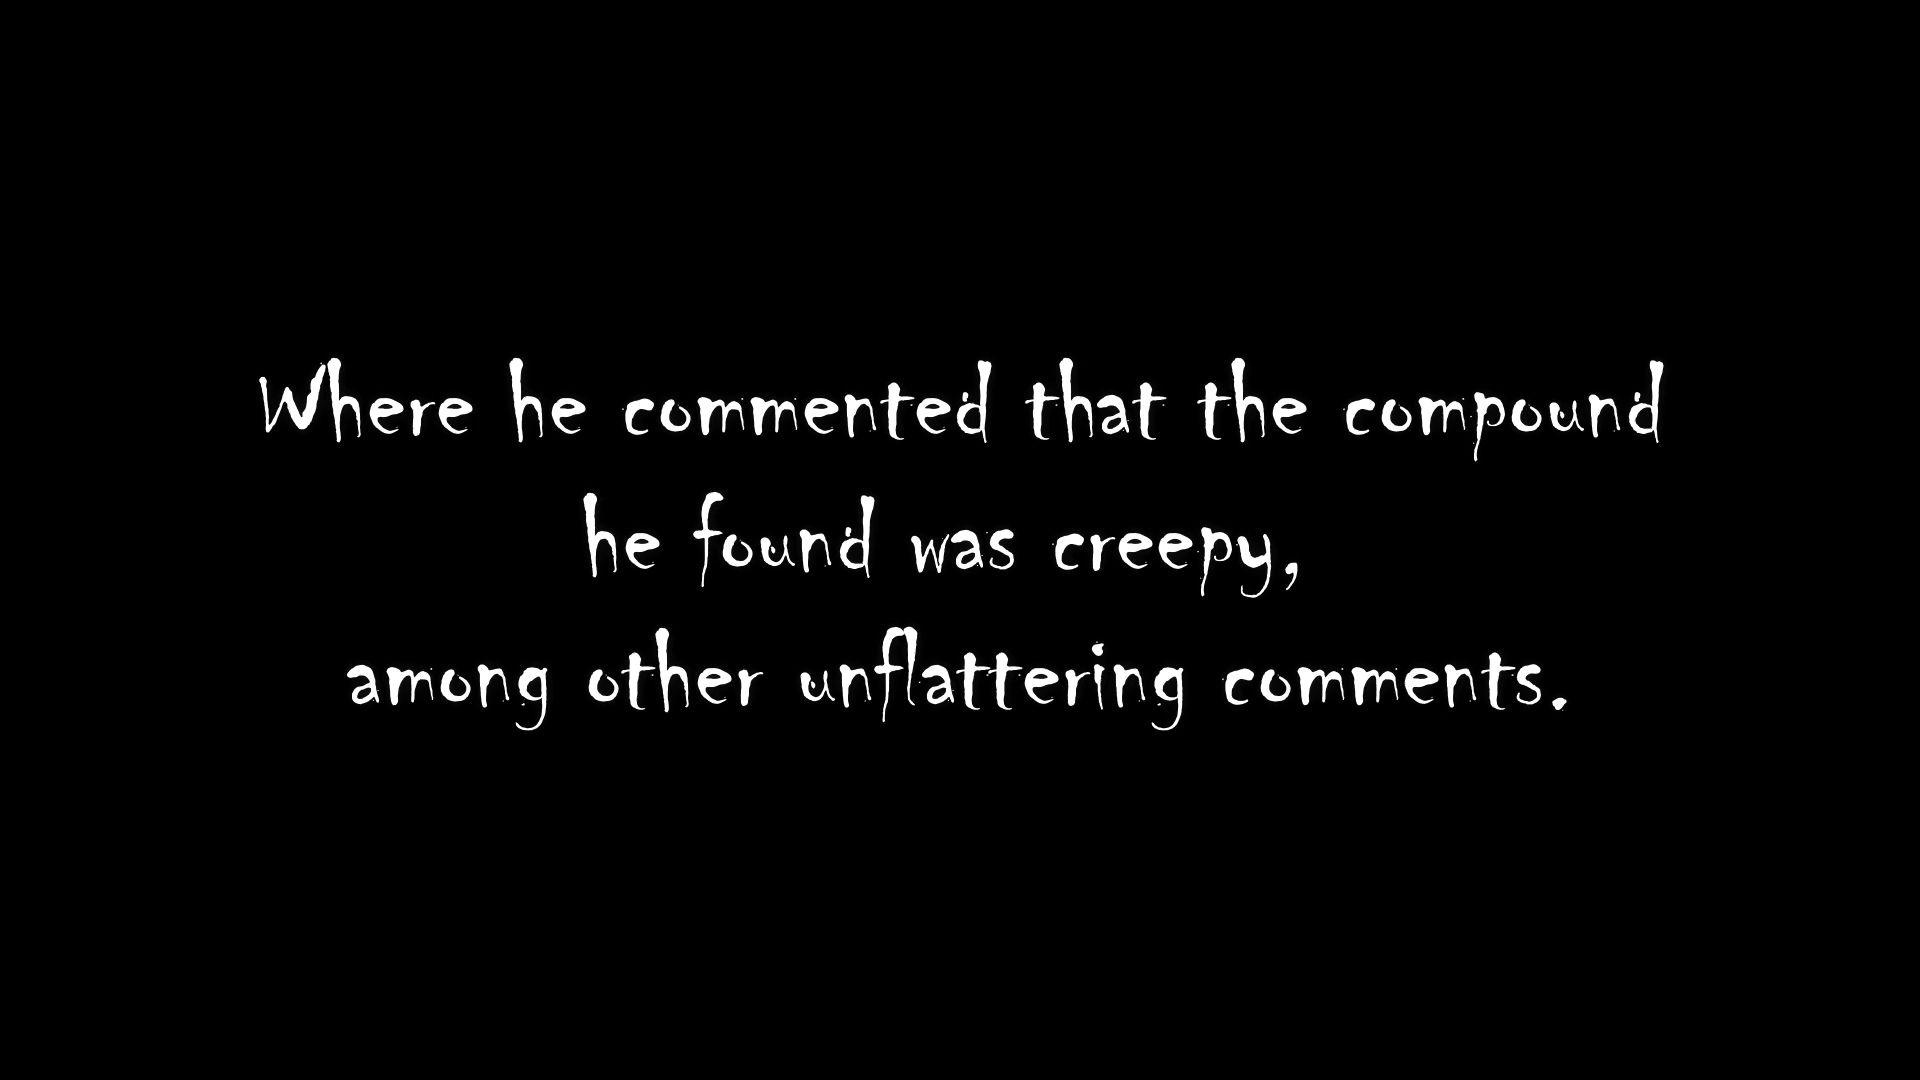 Where he commented that the compound
he found was creepy,
among other unflattering comments.